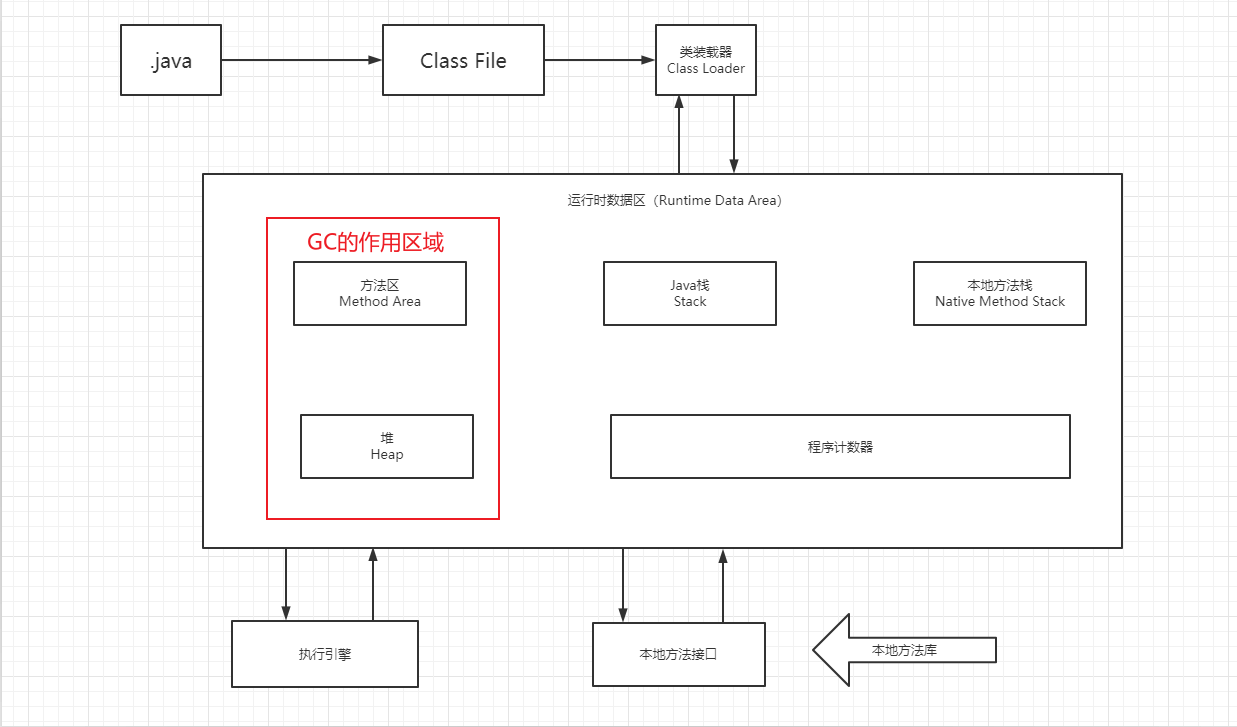 .java
Class File
类装载器
Class Loader
运行时数据区（Runtime Data Area）
GC的作用区域
方法区
Method Area
Java栈
Stack
本地方法栈
Native Method Stack
堆
Heap
程序计数器
执行引擎
本地方法接口
本地方法库